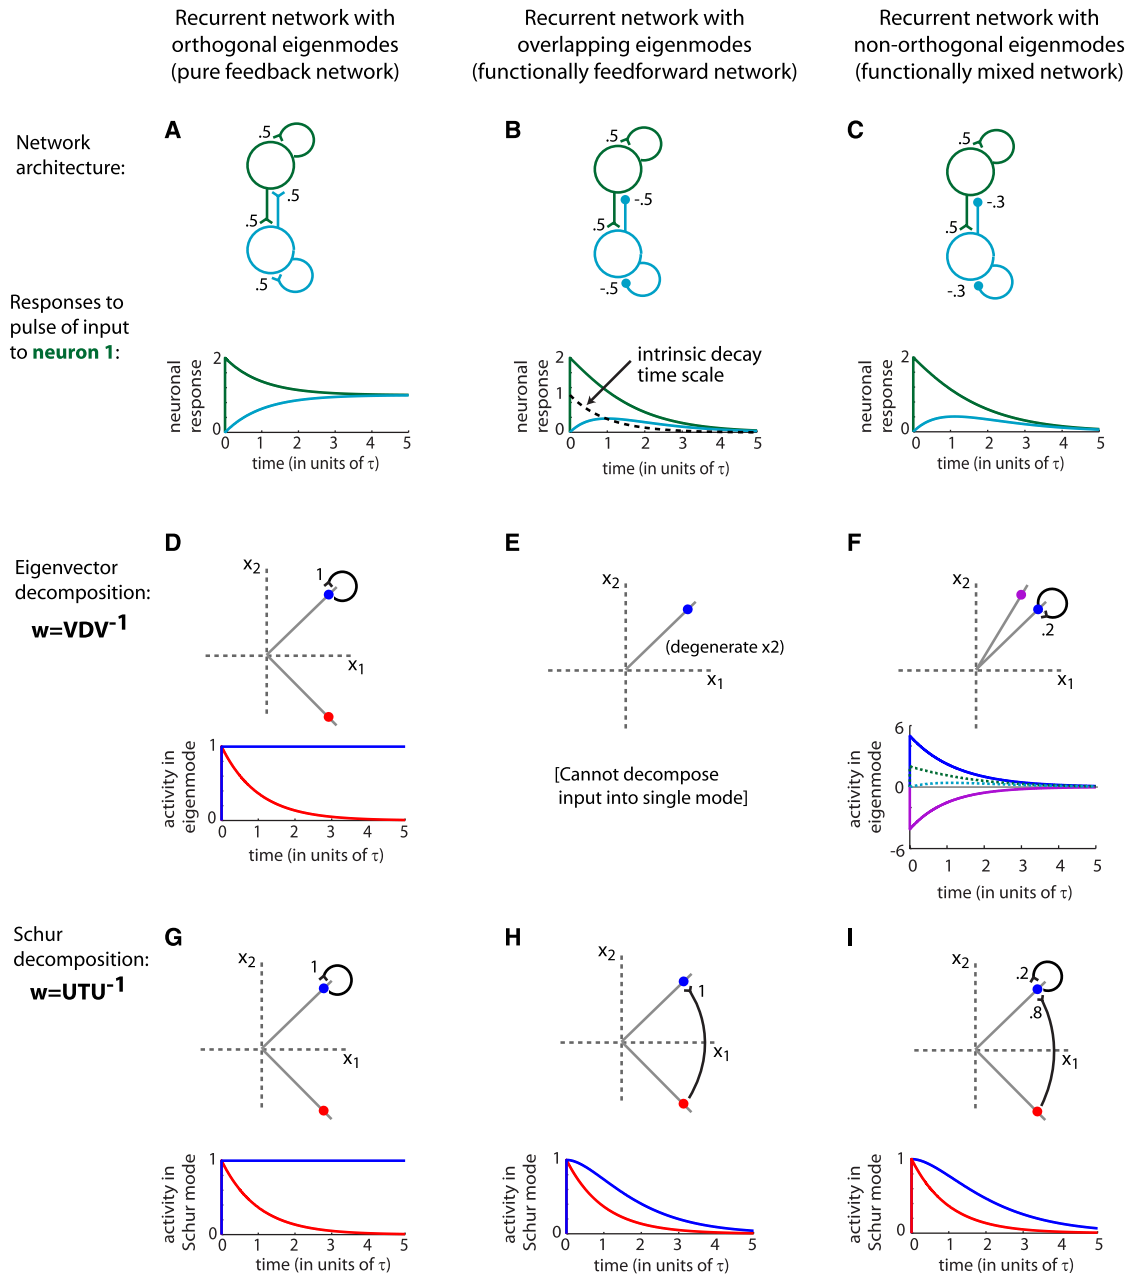 Recurrent network with
orthogonal eigenmodes
(pure feedback network)
Recurrent network with
overlapping eigenmodes
(functionally feedforward network)
Recurrent network with
non-orthogonal eigenmodes
(functionally mixed network)
Network
architecture:
A
.5
.5
.5
.5
B
.5
-.5
.5
-.5
C
.5
-.3
.5
-.3
Responses to
pulse of input
to neuron 1:
neuronal
response
2
0
0 1 2 3 4 5
time (in units of τ)
neuronal
response
2
1
0
intrinsic decay
time scale
0 1 2 3 4 5
time (in units of τ)
neuronal
response
2
0
0 1 2 3 4 5
time (in units of τ)
Eigenvector
decomposition:
w=VDV-1
D
x2
1
x1
activity in
eigenmode
1
0
0 1 2 3 4 5
time (in units of τ)
E
x2
(degenerate x2)
x1
[Cannot decompose
input into single mode]
F
x2
.2
x1
activity in
eigenmode
6
0
-6
0 1 2 3 4 5
time (in units of τ)
Schur
decomposition:
w=UTU-1
G
x2
1
x1
activity in
Schur mode
1
0
0 1 2 3 4 5
time (in units of τ)
H
x2
1
x1
activity in
Schur mode
1
0
0 1 2 3 4 5
time (in units of τ)
I
x2
.2
.8
x1
activity in
Schur mode
1
0
0 1 2 3 4 5
time (in units of τ)